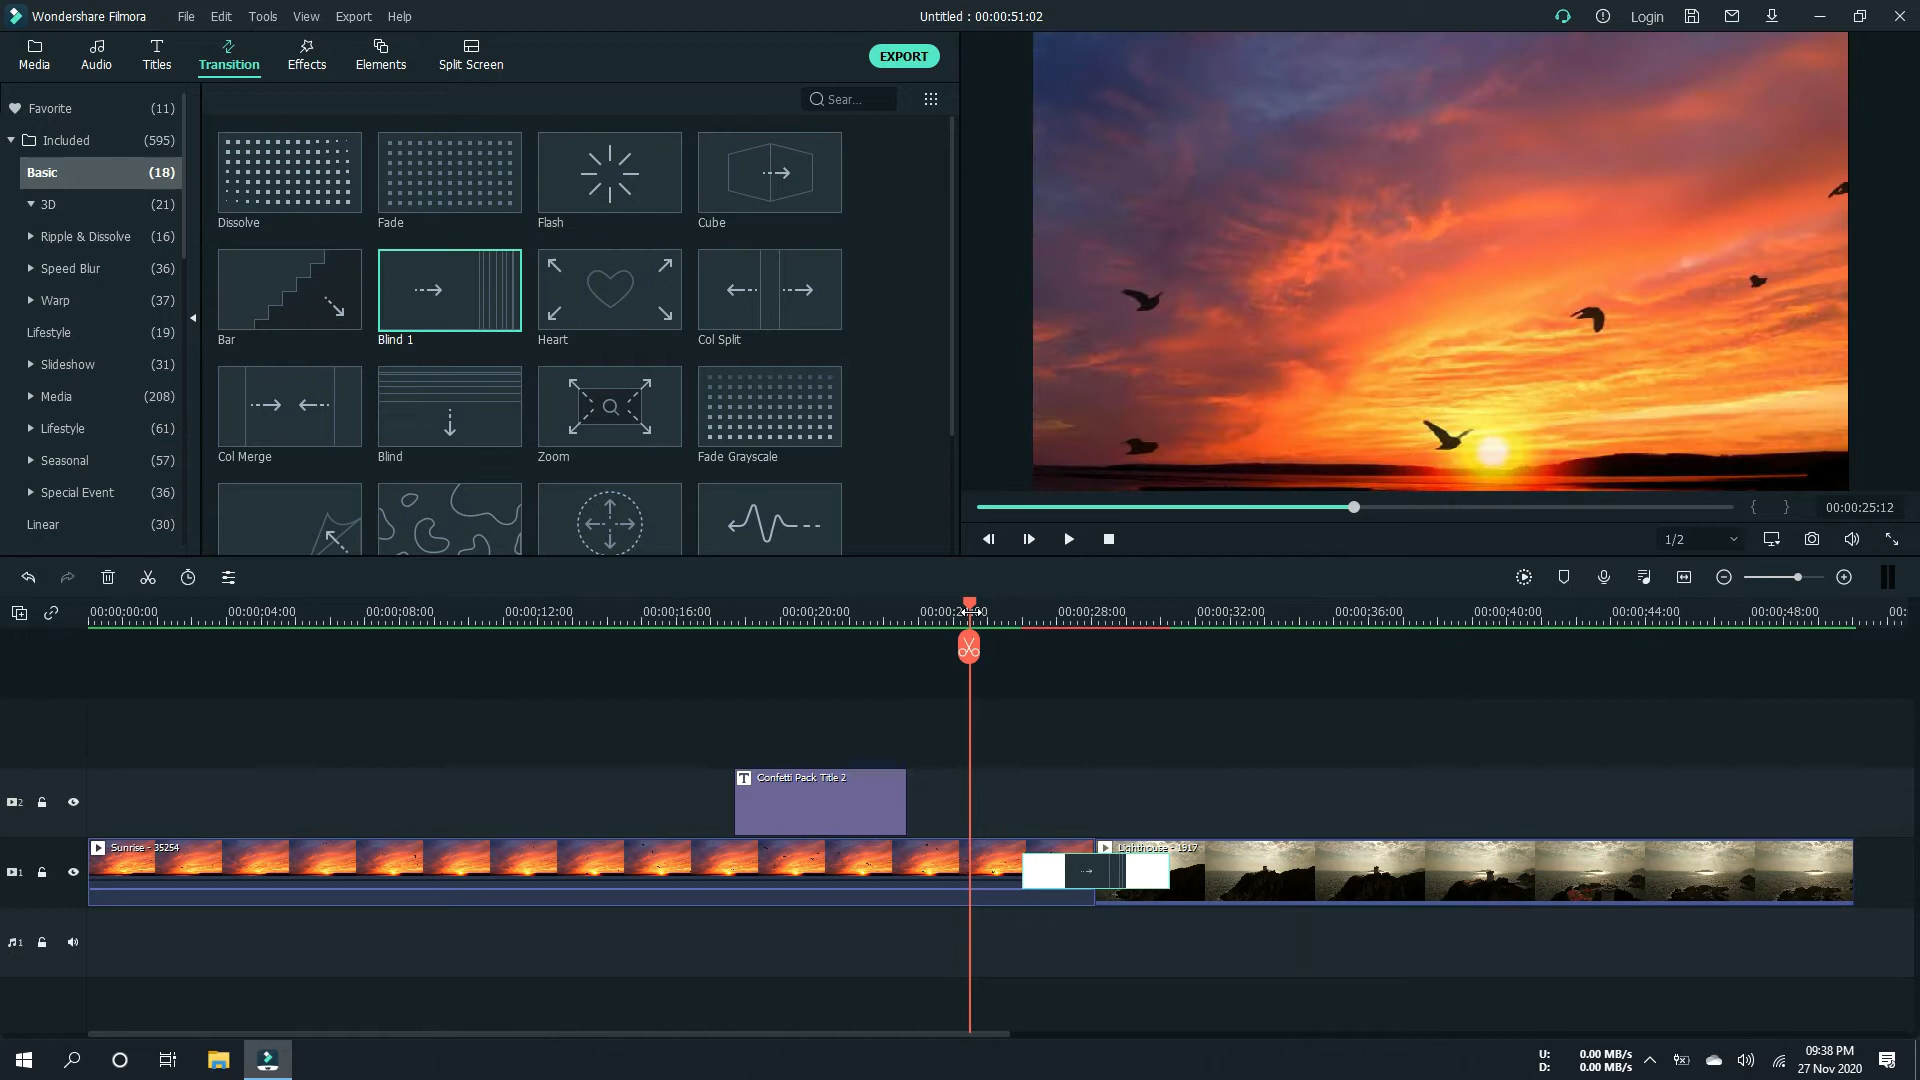 Wondershare Filmora
File
Edit
Tools
View
Export
Help
Untitled : 00:00:51:02
Login
Media
Audio
Titles
Transition
Effects
Elements
Split Screen
EXPORT
Favorite (11)
Included (595)
Basic (18)
3D (21)
Ripple & Dissolve (16)
Speed Blur (36)
Warp (37)
Lifestyle (19)
Slideshow (31)
Media (208)
Lifestyle (61)
Seasonal (57)
Special Event (36)
Linear (30)
Sear...
Dissolve
Fade
Flash
Cube
Bar
Blind 1
Heart
Col Split
Col Merge
Blind
Zoom
Fade Grayscale
{ }
00:00:25:12
1/2
00:00:00:00
00:00:04:00
00:00:08:00
00:00:12:00
00:00:16:00
00:00:20:00
00:00:28:00
00:00:32:00
00:00:36:00
00:00:40:00
00:00:44:00
00:00:48:00
00:
2
T Confetti Pack Title 2
1
Sunrise - 35254
Lighthouse - 1917
1
U: 0.00 MB/s
D: 0.00 MB/s
09:38 PM
27 Nov 2020